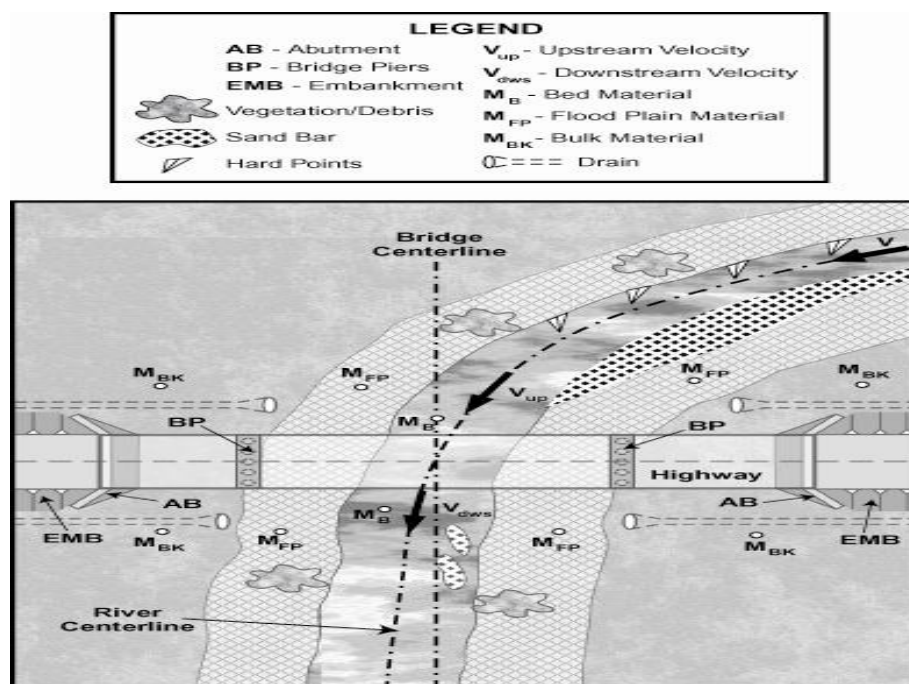 LEGEND
AB - Abutment
BP - Bridge Piers
EMB - Embankment
Vegetation/Debris
Sand Bar
Hard Points
Vup - Upstream Velocity
Vdws - Downstream Velocity
MB - Bed Material
MFP - Flood Plain Material
MBK - Bulk Material
Drain
Bridge
Centerline
V
MBK
MFP
Vup
MFP
MBK
BP
MB
BP
Highway
AB
AB
EMB
MBK
MFP
MB
Vdws
MFP
MBK
EMB
River
Centerline